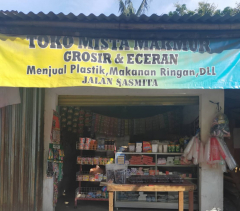 TOKO MISTA MARMOR
GROSIR & ECERAN
Menjual Plastik, Makanan Ringan, DLL
JALAN SASMITA